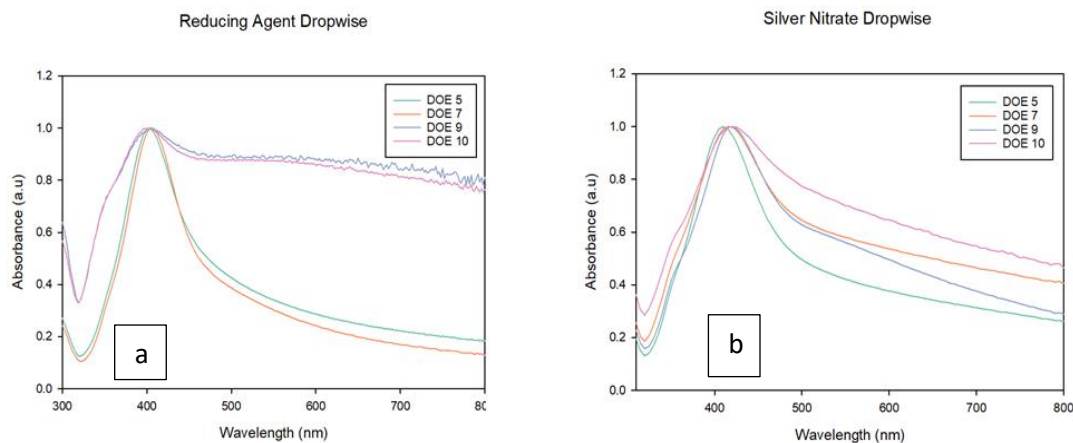 Reducing Agent Dropwise
1.2
1.0
0.8
0.6
0.4
0.2
0.0
Absorbance (a.u)
DOE 5
DOE 7
DOE 9
DOE 10
a
300 400 500 600 700 80
Wavelength (nm)
Silver Nitrate Dropwise
1.2
1.0
0.8
0.6
0.4
0.2
0.0
Absorbance (a.u)
DOE 5
DOE 7
DOE 9
DOE 10
b
400 500 600 700 800
Wavelength (nm)